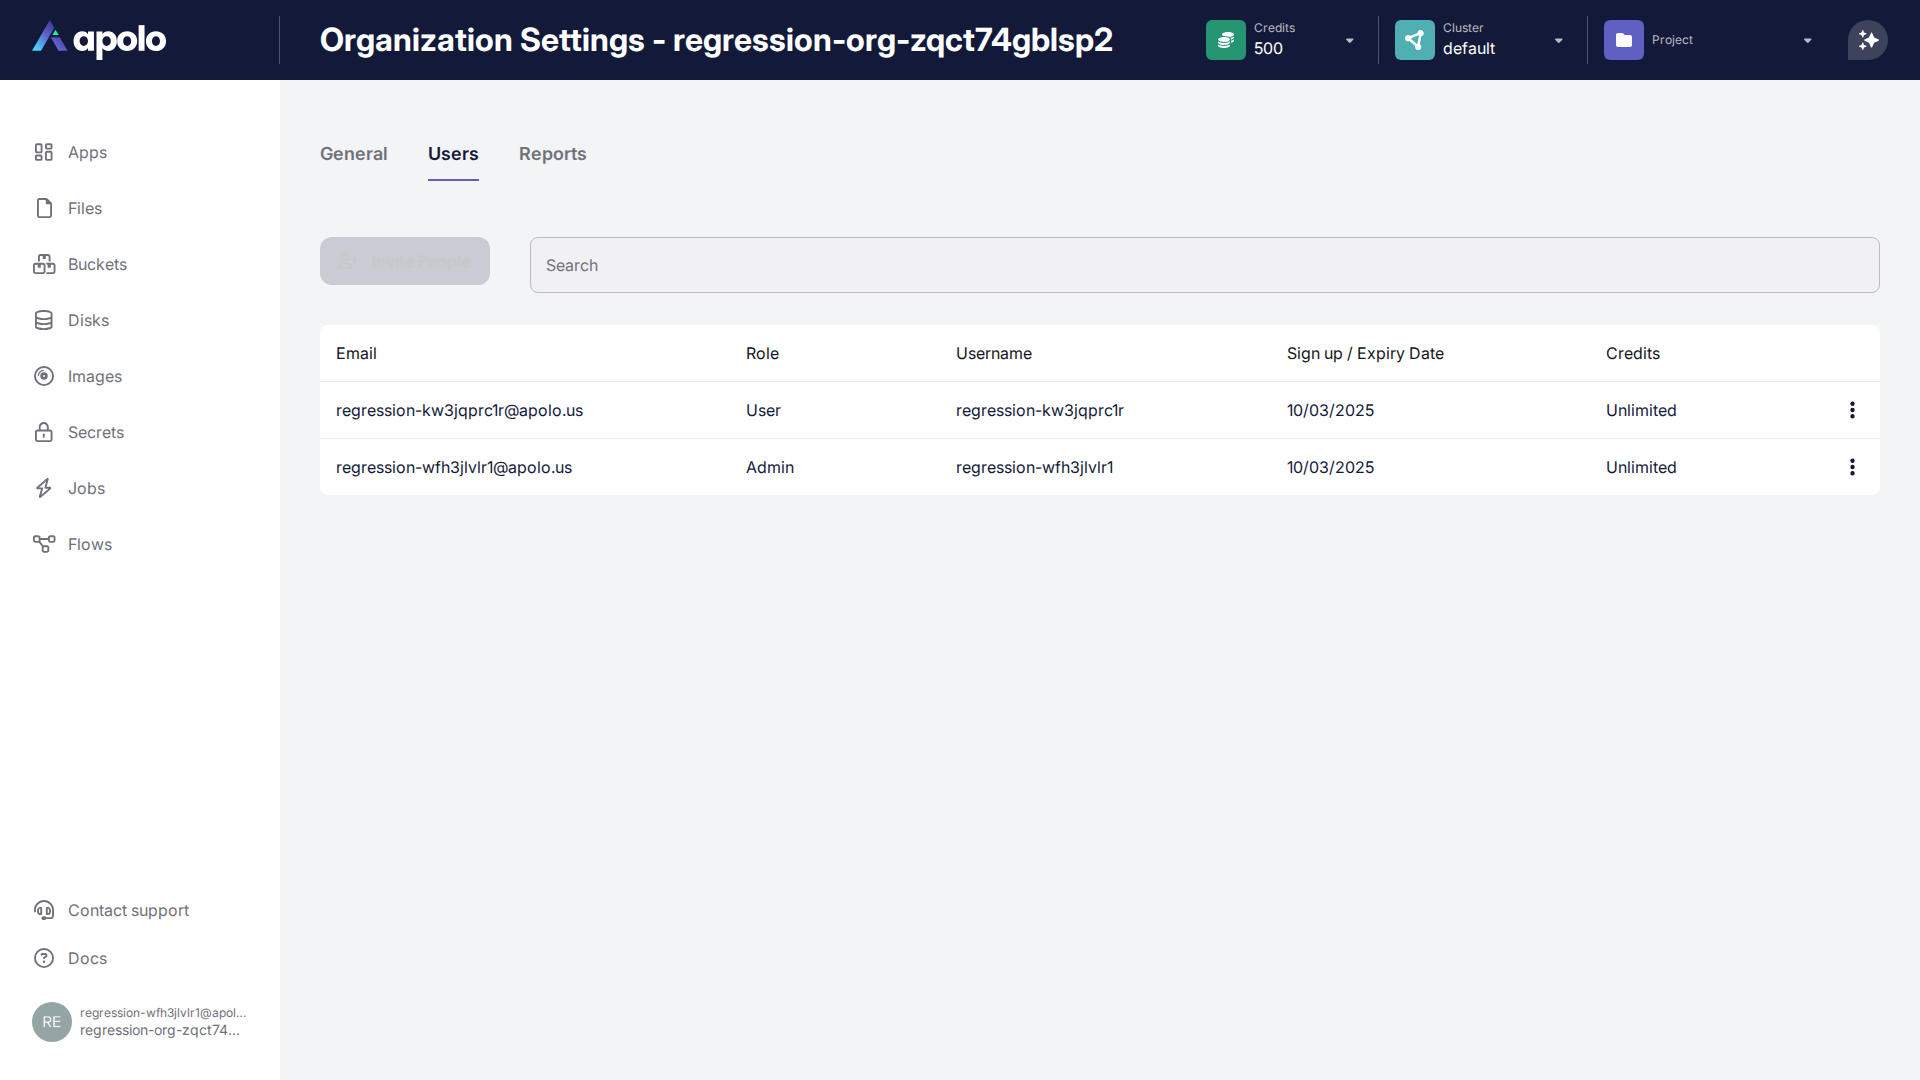 apolo
Organization Settings - regression-org-zqct74gblsp2
Credits
500
Cluster
default
Project
Apps
Files
Buckets
Disks
Images
Secrets
Jobs
Flows
General Users Reports
Invite People
Search
Email Role Username Sign up / Expiry Date Credits
regression-kw3jqprc1r@apolo.us User regression-kw3jqprc1r 10/03/2025 Unlimited
regression-wfh3jlvlr1@apolo.us Admin regression-wfh3jlvlr1 10/03/2025 Unlimited
Contact support
Docs
RE
regression-wfh3jlvlr1@apol...
regression-org-zqct74...